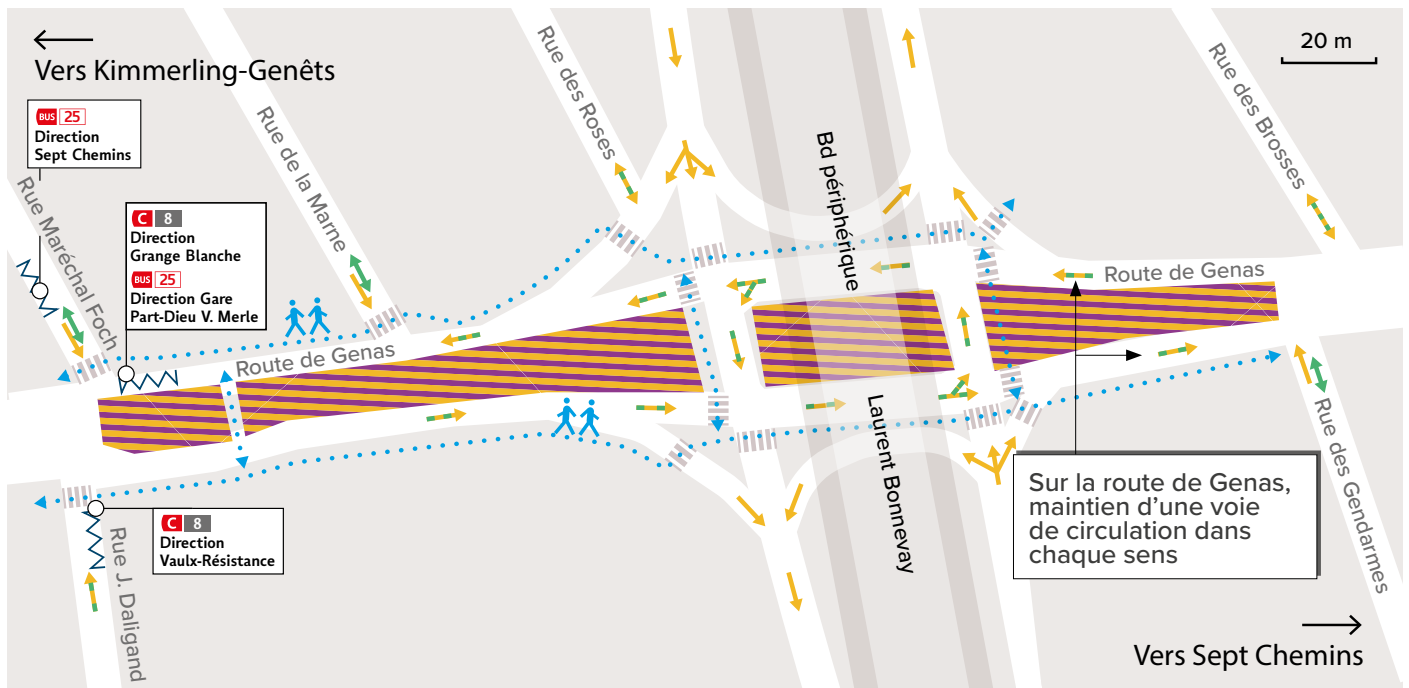 Vers Kimmerling-Genêts
20 m
BUS 25
Direction
Sept Chemins
Rue Maréchal Foch
Rue de la Marne
Rue des Roses
Bd périphérique
Laurent Bonnevay
Rue des Brosses
C 8
Direction
Grange Blanche
BUS 25
Direction Gare
Part-Dieu V. Merle
Route de Genas
Route de Genas
C 8
Direction
Vaulx-Résistance
Rue J. Daligand
Sur la route de Genas,
maintien d’une voie
de circulation dans
chaque sens
Rue des Gendarmes
Vers Sept Chemins